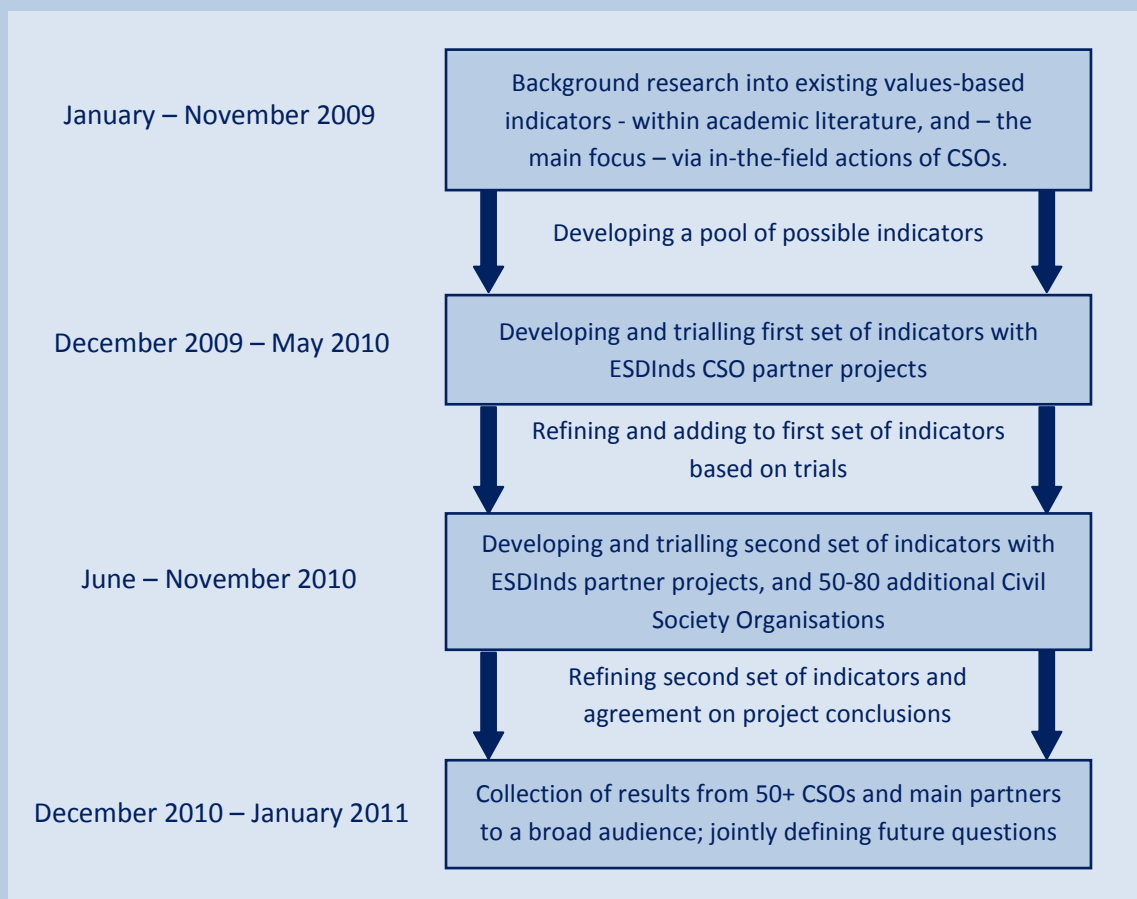 January – November 2009
Background research into existing values-based
indicators - within academic literature, and – the
main focus – via in-the-field actions of CSOs.
Developing a pool of possible indicators
December 2009 – May 2010
Developing and trialling first set of indicators with
ESDInds CSO partner projects
Refining and adding to first set of indicators
based on trials
June – November 2010
Developing and trialling second set of indicators with
ESDInds partner projects, and 50-80 additional Civil
Society Organisations
Refining second set of indicators and
agreement on project conclusions
December 2010 – January 2011
Collection of results from 50+ CSOs and main partners
to a broad audience; jointly defining future questions